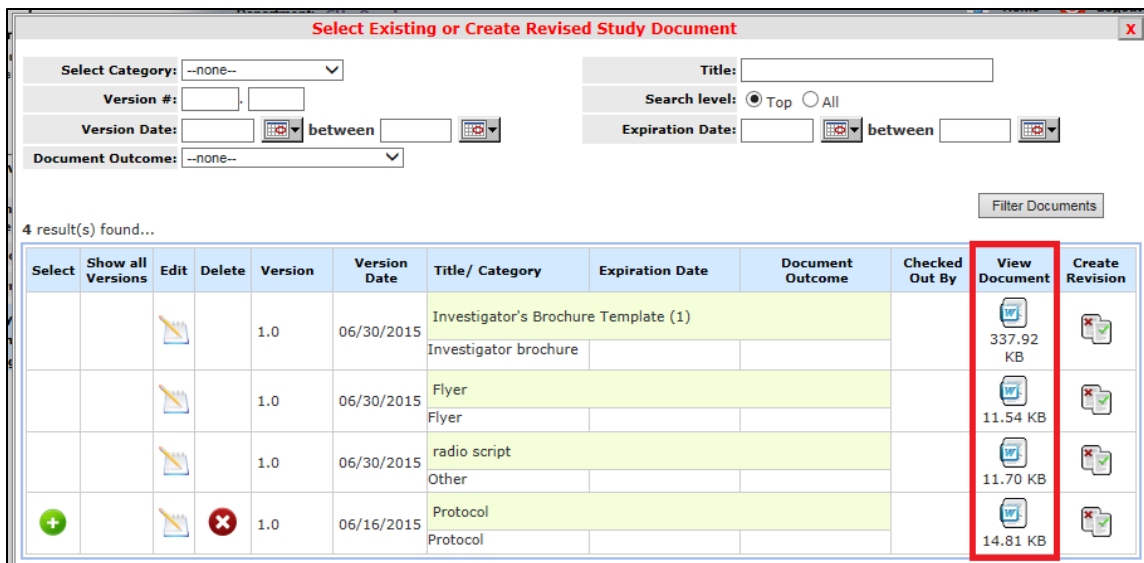 Select Existing or Create Revised Study Document X
Select Category: --none-- Title:
Version #: . Search level: Top All
Version Date: between Expiration Date: between
Document Outcome: --none--
Filter Documents
4 result(s) found...
Select Show all Versions Edit Delete Version Version Date Title/ Category Expiration Date Document Outcome Checked Out By View Document Create Revision
1.0 06/30/2015 Investigator's Brochure Template (1) 337.92 KB
Investigator brochure
1.0 06/30/2015 Flyer 11.54 KB
Flyer
1.0 06/30/2015 radio script 11.70 KB
Other
1.0 06/16/2015 Protocol 14.81 KB
Protocol